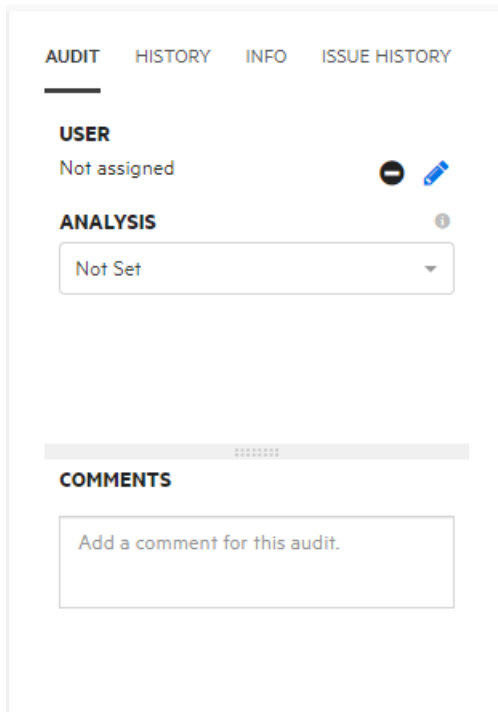 AUDIT HISTORY INFO ISSUE HISTORY
USER
Not assigned
ANALYSIS
Not Set
COMMENTS
Add a comment for this audit.